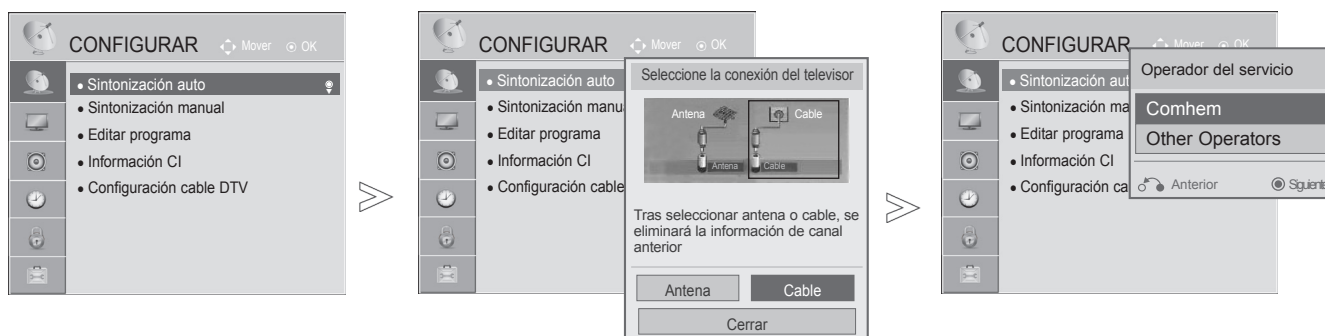 CONFIGURAR Mover OK
• Sintonización auto
• Sintonización manual
• Editar programa
• Información CI
• Configuración cable DTV
CONFIGURAR Mover OK
• Sintonización auto
• Sintonización manu
• Editar programa
• Información CI
• Configuración cable
Seleccione la conexión del televisor
Antena Cable
Antena Cable
Tras seleccionar antena o cable, se
eliminará la información de canal
anterior
Antena Cable
Cerrar
CONFIGURAR Mover OK
• Sintonización aut
• Sintonización ma
• Editar programa
• Información CI
• Configuración ca
Operador del servicio
Comhem
Other Operators
Anterior Siguiente